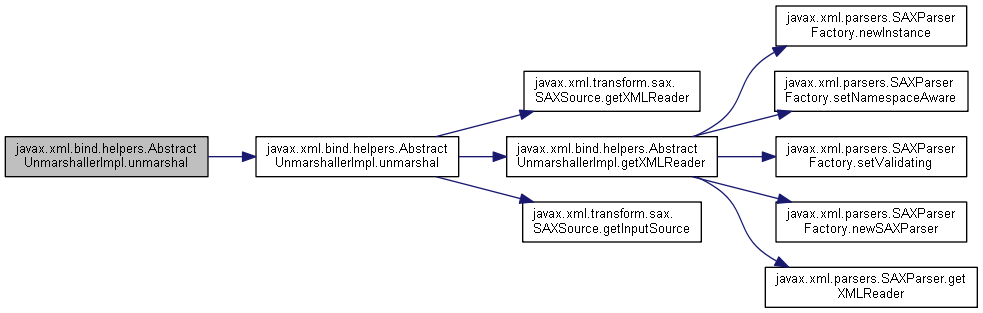 javax.xml.bind.helpers.Abstract
UnmarshallerImpl.unmarshal
javax.xml.bind.helpers.Abstract
UnmarshallerImpl.unmarshal
javax.xml.transform.sax.
SAXSource.getXMLReader
javax.xml.bind.helpers.Abstract
UnmarshallerImpl.getXMLReader
javax.xml.transform.sax.
SAXSource.getInputSource
javax.xml.parsers.SAXParser
Factory.newInstance
javax.xml.parsers.SAXParser
Factory.setNamespaceAware
javax.xml.parsers.SAXParser
Factory.setValidating
javax.xml.parsers.SAXParser
Factory.newSAXParser
javax.xml.parsers.SAXParser.get
XMLReader